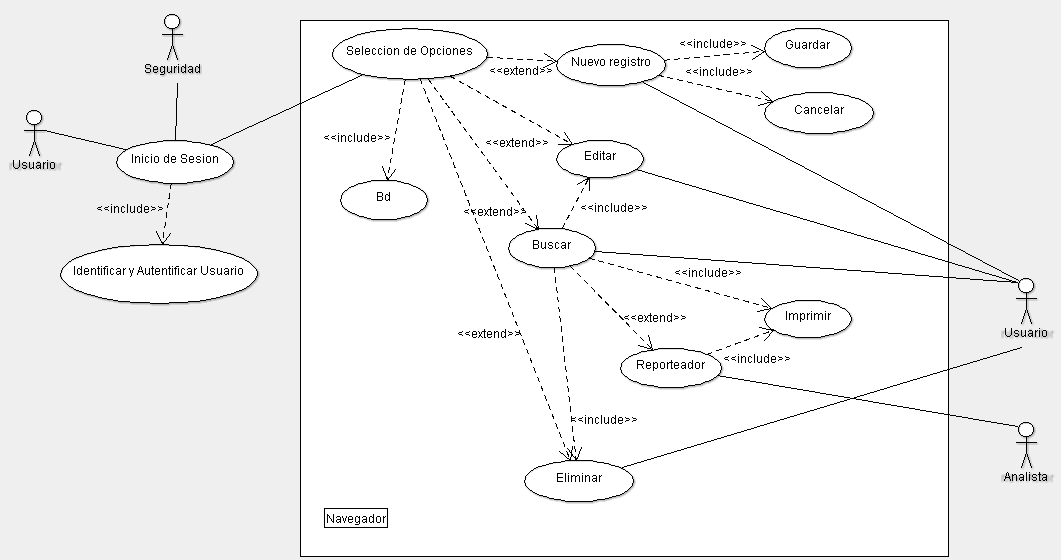 Seguridad
Usuario
Inicio de Sesion
<<include>>
Identificar y Autentificar Usuario
Seleccion de Opciones
<<extend>>
Nuevo registro
<<include>>
Guardar
<<include>>
Cancelar
<<include>>
Bd
<<extend>>
Editar
<<extend>>
<<include>>
Buscar
<<include>>
Imprimir
<<extend>>
<<include>>
Reporteador
<<extend>>
<<include>>
Eliminar
Usuario
Analista
Navegador